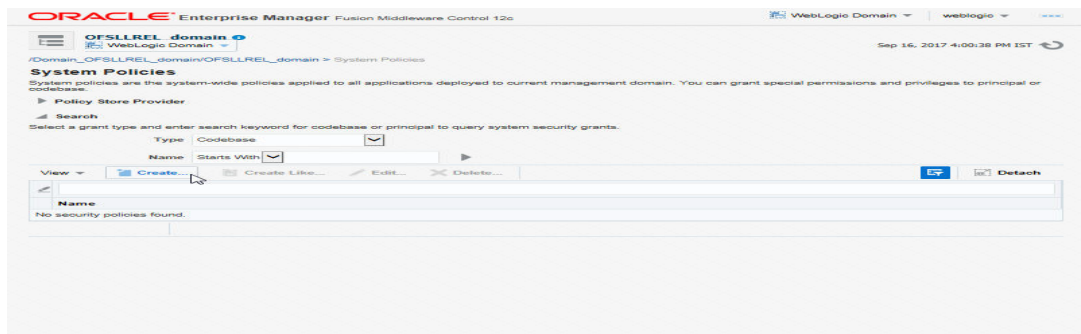 ORACLE Enterprise Manager Fusion Middleware Control 12c
WebLogic Domain weblogic
OFSLLREL_domain
WebLogic Domain
Sep 16, 2017 4:00:38 PM IST
/Domain_OFSLLREL_domain/OFSLLREL_domain > System Policies
System Policies
System policies are the system-wide policies applied to all applications deployed to current management domain. You can grant special permissions and privileges to principal or
codebase.
Policy Store Provider
Search
Select a grant type and enter search keyword for codebase or principal to query system security grants.
Type Codebase
Name Starts With
View Create... Create Like... Edit... Delete... Detach
Name
No security policies found.